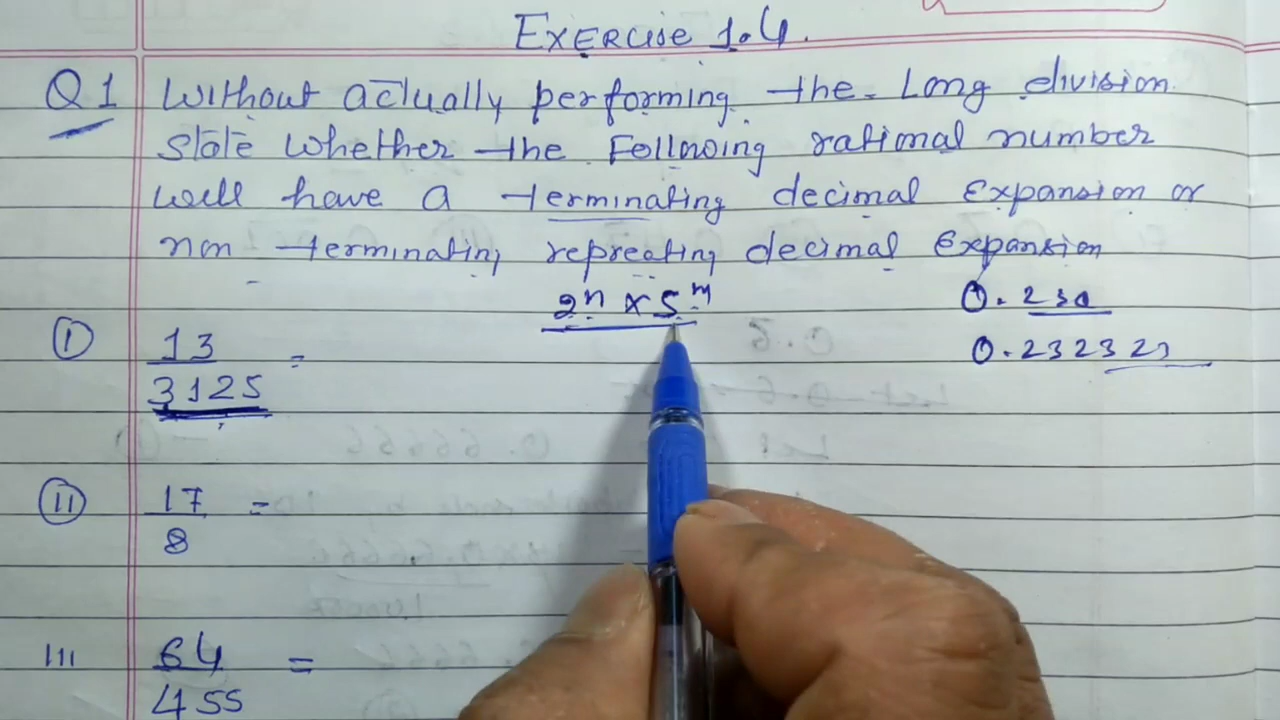 Exercise 1.4.
Q1 Without actually performing the Long division
state whether the Following rational number
will have a terminating decimal expansion or
non terminating repreating decimal expansion
2ⁿ × 5ᵐ
0.230
0.232323
I 13/3125 =
II 17/8 =
III 64/455 =